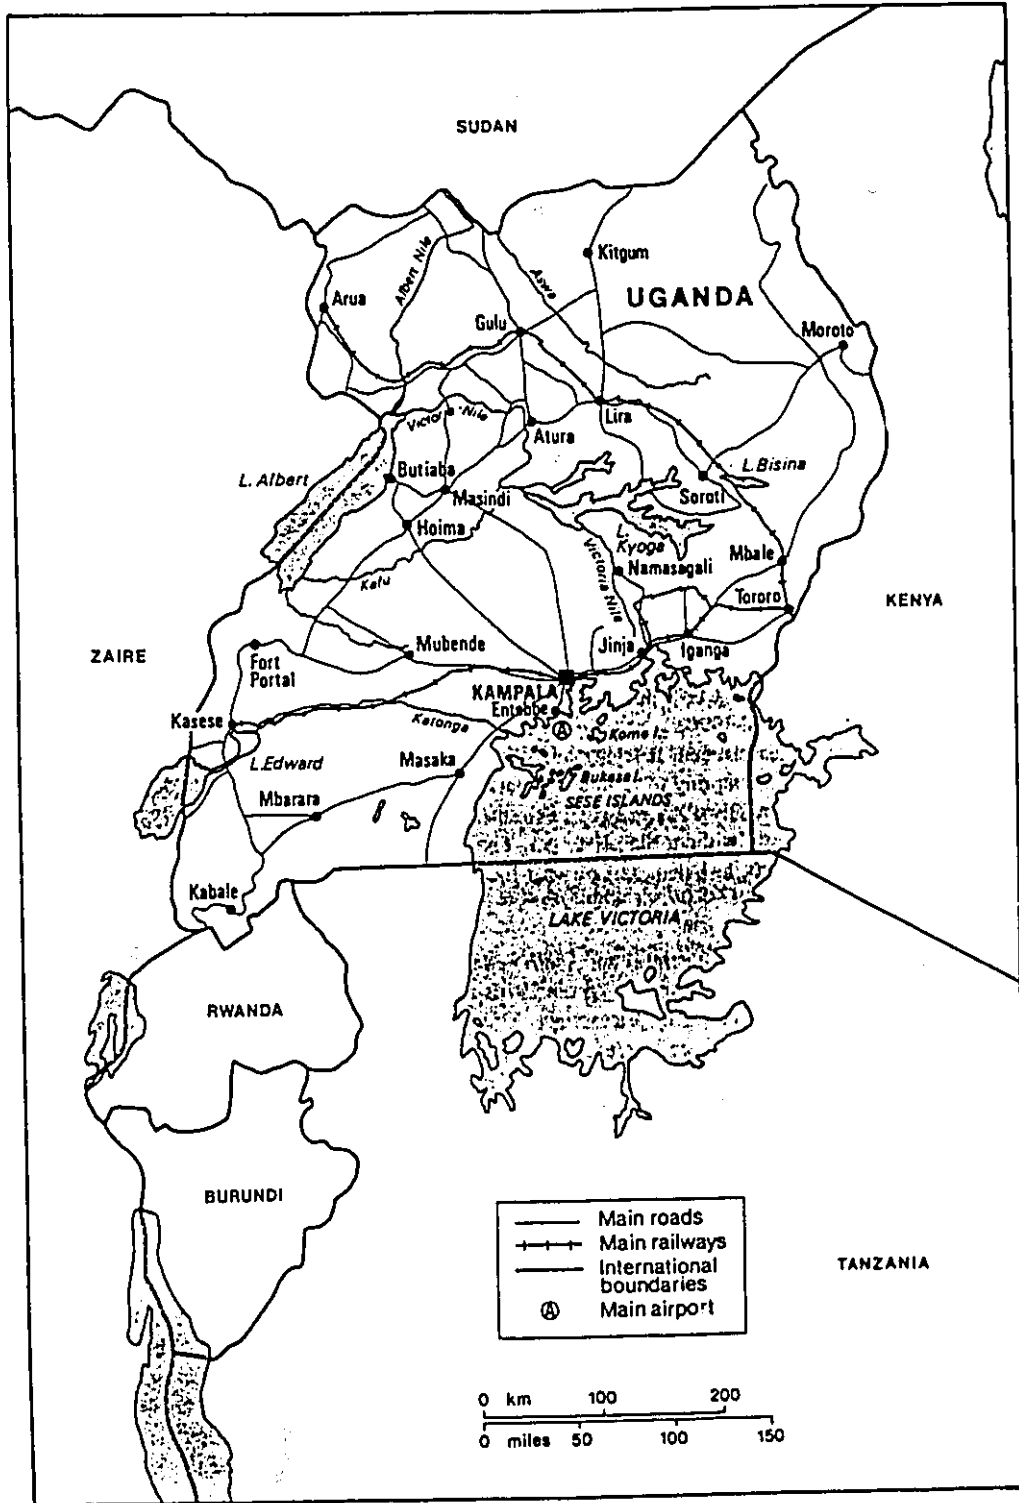 SUDAN
Kitgum
Albert Nile
Aswa
UGANDA
Arua
Gulu
Moroto
Lira
Victoria Nile
Atura
L. Albert
Butiaba
L. Bisina
Masindi
Soroti
Hoima
L.
Kyoga
Victoria Nile
Mbale
Namasagali
Kafu
Tororo
KENYA
ZAIRE
Mubende
Jinja
Iganga
Fort
Portal
KAMPALA
Entebbe
Kasese
Katonga
Kome I.
L. Edward
Masaka
Bukasa I.
Mbarara
SESE ISLANDS
Kabale
LAKE VICTORIA
RWANDA
BURUNDI
Main roads
Main railways
International
boundaries
A Main airport
TANZANIA
0 km 100 200
0 miles 50 100 150
A